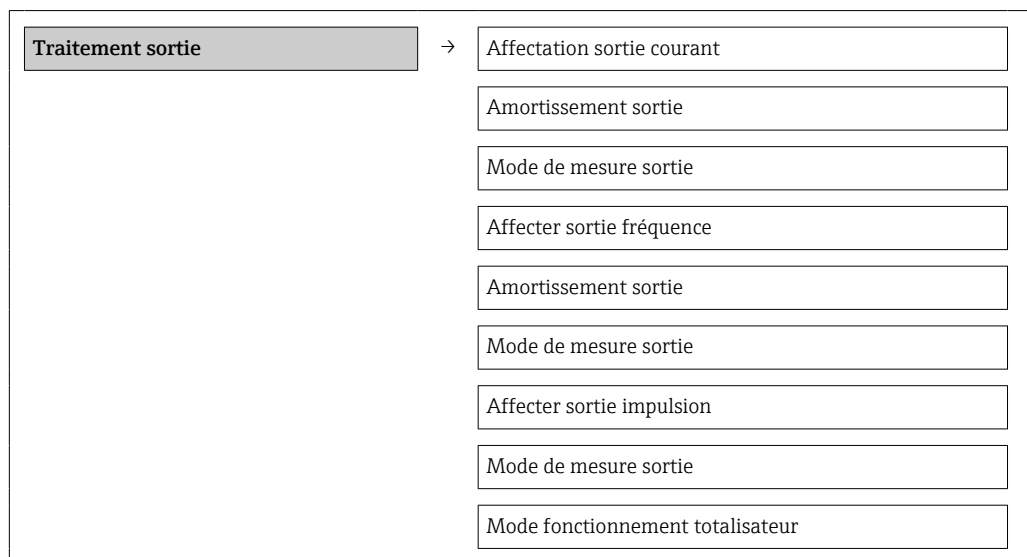 Traitement sortie → Affectation sortie courant
Amortissement sortie
Mode de mesure sortie
Affecter sortie fréquence
Amortissement sortie
Mode de mesure sortie
Affecter sortie impulsion
Mode de mesure sortie
Mode fonctionnement totalisateur